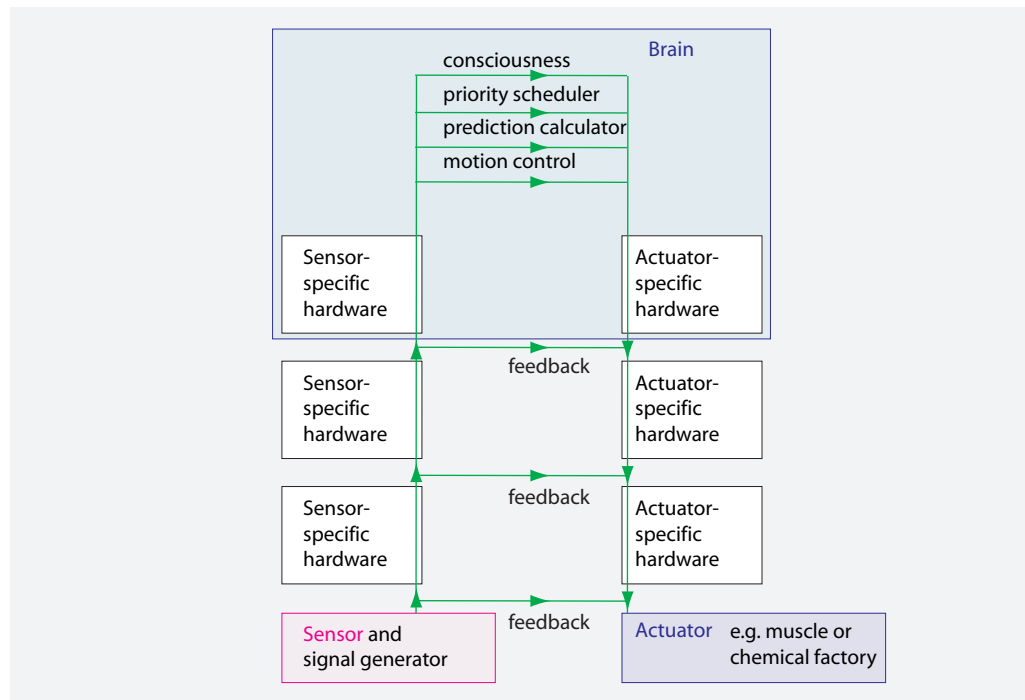 Brain
consciousness
priority scheduler
prediction calculator
motion control
Sensor-
specific
hardware
Actuator-
specific
hardware
feedback
Sensor-
specific
hardware
Actuator-
specific
hardware
feedback
Sensor-
specific
hardware
Actuator-
specific
hardware
feedback
Sensor and
signal generator
Actuator e.g. muscle or
chemical factory